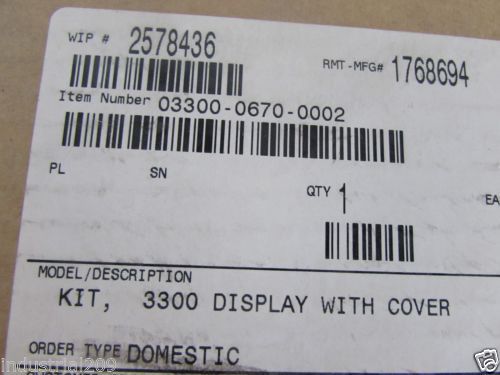 WIP # 2578436
RMT-MFG# 1768694
Item Number 03300-0670-0002
PL SN
QTY 1 EA
MODEL/DESCRIPTION
KIT, 3300 DISPLAY WITH COVER
ORDER TYPE DOMESTIC
© industrial209